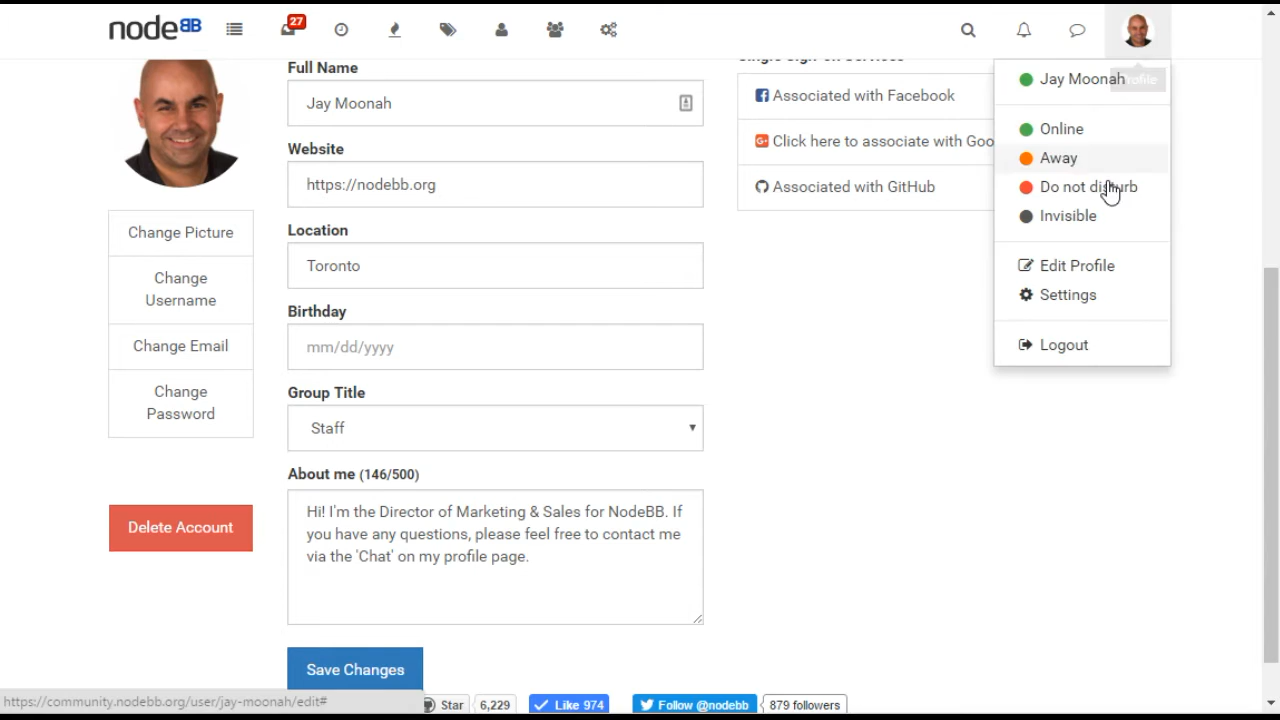 nodeBB
27
Full Name
Jay Moonah
Website
https://nodebb.org
Location
Toronto
Birthday
mm/dd/yyyy
Group Title
Staff
About me (146/500)
Hi! I'm the Director of Marketing & Sales for NodeBB. If
you have any questions, please feel free to contact me
via the 'Chat' on my profile page.
Save Changes
Change Picture
Change
Username
Change Email
Change
Password
Delete Account
Single Sign-on Services
Associated with Facebook
Click here to associate with Goo
Associated with GitHub
Jay Moonah
Profile
Online
Away
Do not disturb
Invisible
Edit Profile
Settings
Logout
https://community.nodebb.org/user/jay-moonah/edit#
Star
6,229
Like 974
Follow @nodebb
879 followers